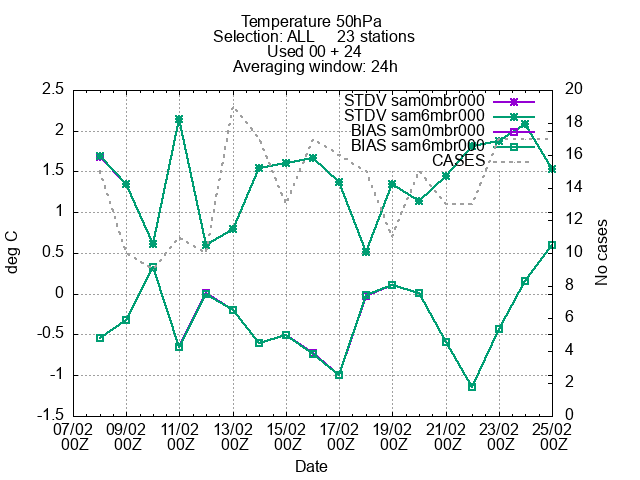 Temperature 50hPa
Selection: ALL     23 stations
Used 00 + 24
Averaging window: 24h
STDV sam0mbr000
STDV sam6mbr000
BIAS sam0mbr000
BIAS sam6mbr000
CASES
deg C
2.5
2
1.5
1
0.5
0
-0.5
-1
-1.5
20
18
16
14
12
10
8
6
4
2
0
No cases
07/02 09/02 11/02 13/02 15/02 17/02 19/02 21/02 23/02 25/02
00Z 00Z 00Z 00Z 00Z 00Z 00Z 00Z 00Z 00Z
Date